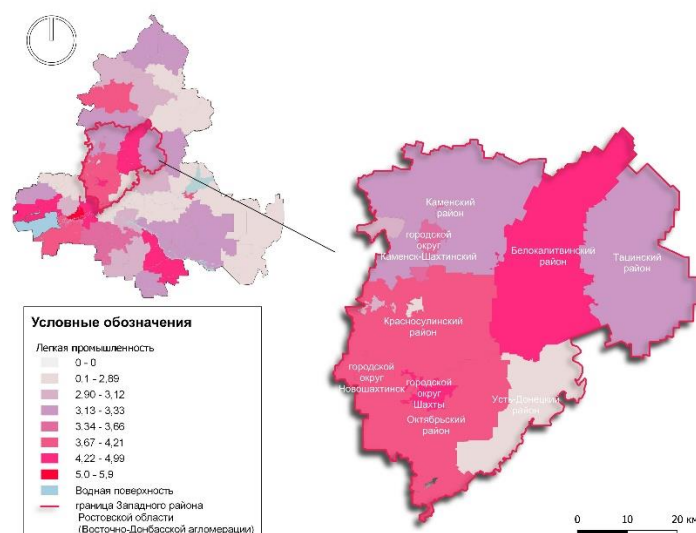 Каменский
район
городской
округ
Каменск-Шахтинский
Белокалитвинский
район
Тацинский
район
Красносулинский
район
городской
округ
Новошахтинск
городской
округ
Шахты
Октябрьский
район
Усть-Донецкий
район
Условные обозначения
Легкая промышленность
0 - 0
0.1 - 2,89
2.90 - 3,12
3.13 - 3,33
3.34 - 3,66
3,67 - 4,21
4,22 - 4,99
5,0 - 5,9
Водная поверхность
граница Западного района
Ростовской области
(Восточно-Донбасской агломерации)
0 10 20 км